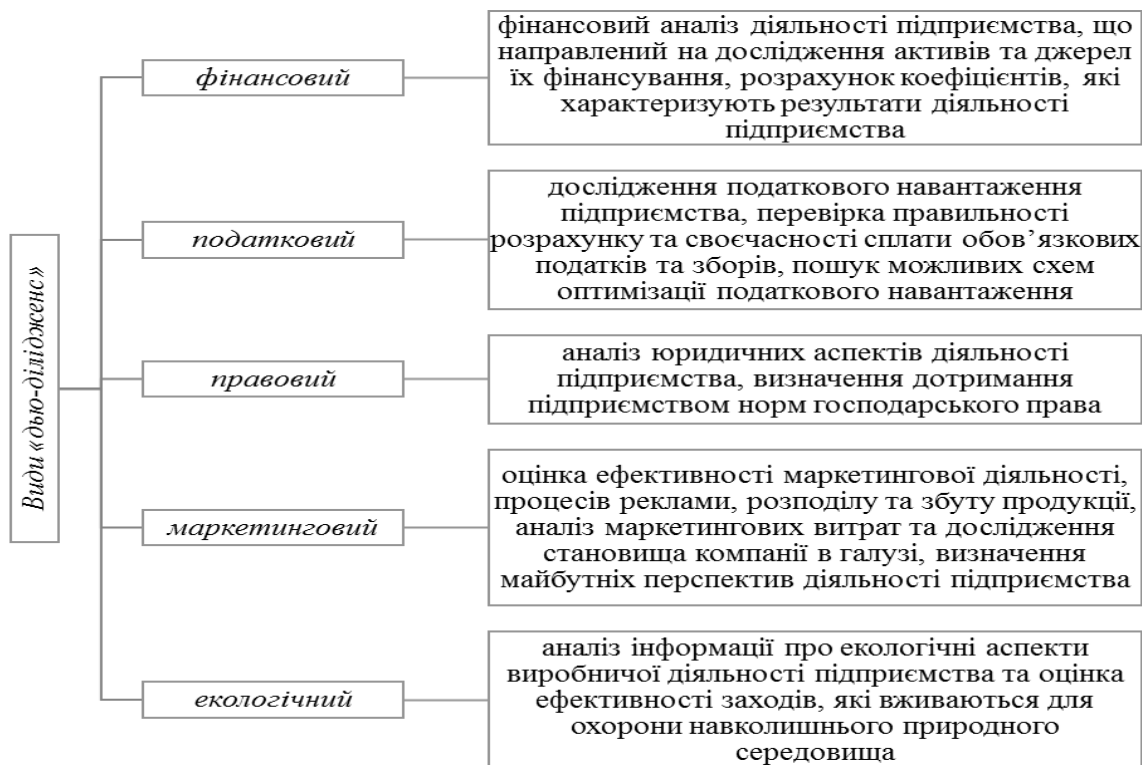 Види «дью-ділідженс»
фінансовий
фінансовий аналіз діяльності підприємства, що
направлений на дослідження активів та джерел
їх фінансування, розрахунок коефіцієнтів, які
характеризують результати діяльності
підприємства
податковий
дослідження податкового навантаження
підприємства, перевірка правильності
розрахунку та своєчасності сплати обов’язкових
податків та зборів, пошук можливих схем
оптимізації податкового навантаження
правовий
аналіз юридичних аспектів діяльності
підприємства, визначення дотримання
підприємством норм господарського права
маркетинговий
оцінка ефективності маркетингової діяльності,
процесів реклами, розподілу та збуту продукції,
аналіз маркетингових витрат та дослідження
становища компанії в галузі, визначення
майбутніх перспектив діяльності підприємства
екологічний
аналіз інформації про екологічні аспекти
виробничої діяльності підприємства та оцінка
ефективності заходів, які вживаються для
охорони навколишнього природного
середовища